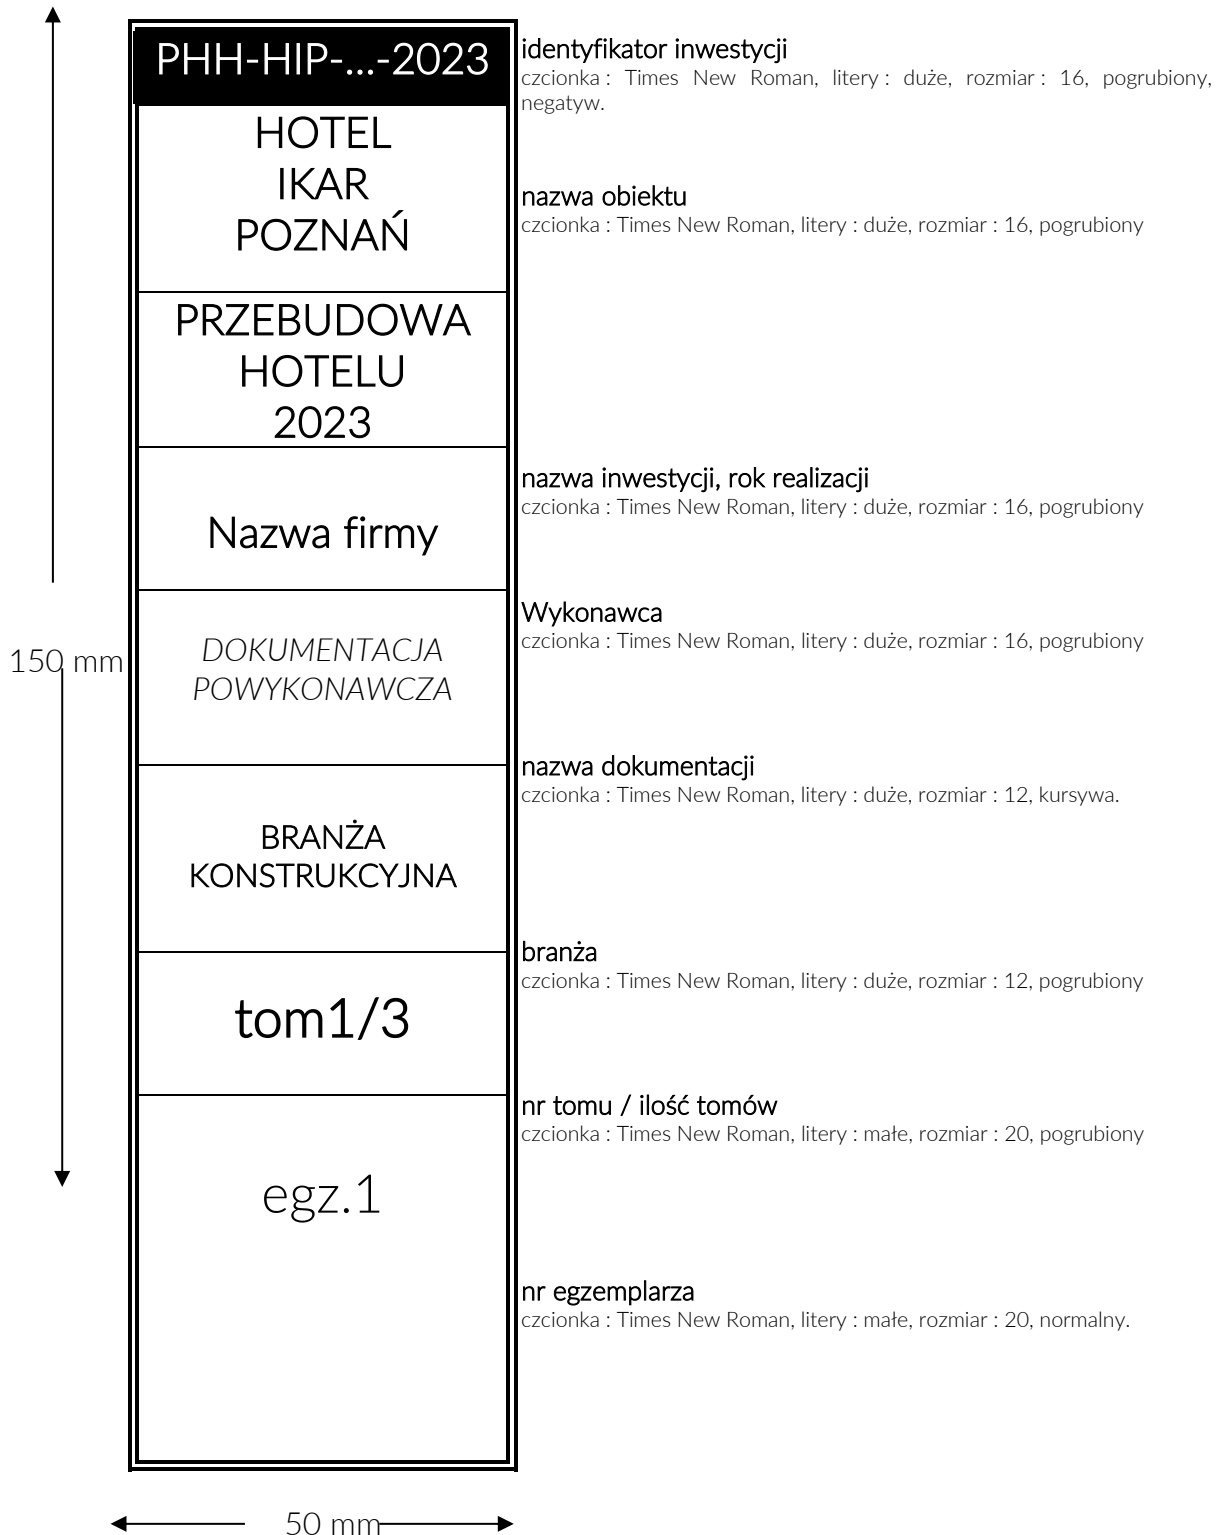 PHH-HIP-...-2023
identyfikator inwestycji
czcionka : Times New Roman, litery : duże, rozmiar : 16, pogrubiony,
negatyw.
HOTEL
IKAR
POZNAŃ
nazwa obiektu
czcionka : Times New Roman, litery : duże, rozmiar : 16, pogrubiony
PRZEBUDOWA
HOTELU
2023
nazwa inwestycji, rok realizacji
czcionka : Times New Roman, litery : duże, rozmiar : 16, pogrubiony
Nazwa firmy
Wykonawca
czcionka : Times New Roman, litery : duże, rozmiar : 16, pogrubiony
150 mm
DOKUMENTACJA
POWYKONAWCZA
nazwa dokumentacji
czcionka : Times New Roman, litery : duże, rozmiar : 12, kursywa.
BRANŻA
KONSTRUKCYJNA
branża
czcionka : Times New Roman, litery : duże, rozmiar : 12, pogrubiony
tom1/3
nr tomu / ilość tomów
czcionka : Times New Roman, litery : małe, rozmiar : 20, pogrubiony
egz.1
nr egzemplarza
czcionka : Times New Roman, litery : małe, rozmiar : 20, normalny.
50 mm